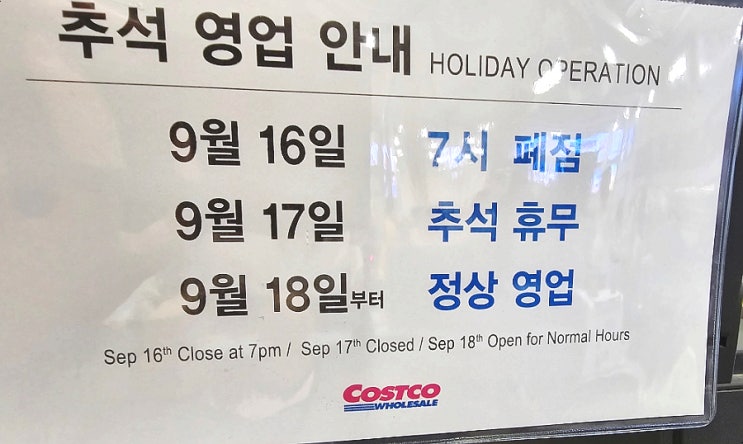 추석 영업 안내 HOLIDAY OPERATION
9월 16일 7시 폐점
9월 17일 추석 휴무
9월 18일부터 정상 영업
Sep 16th Close at 7pm / Sep 17th Closed / Sep 18th Open for Normal Hours
COSTCO
WHOLESALE